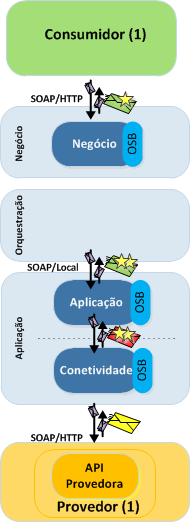 Consumidor (1)
SOAP/HTTP
Negócio
Negócio
OSB
Orquestração
SOAP/Local
Aplicação
Aplicação
OSB
Conetividade
OSB
SOAP/HTTP
API
Provedora
Provedor (1)